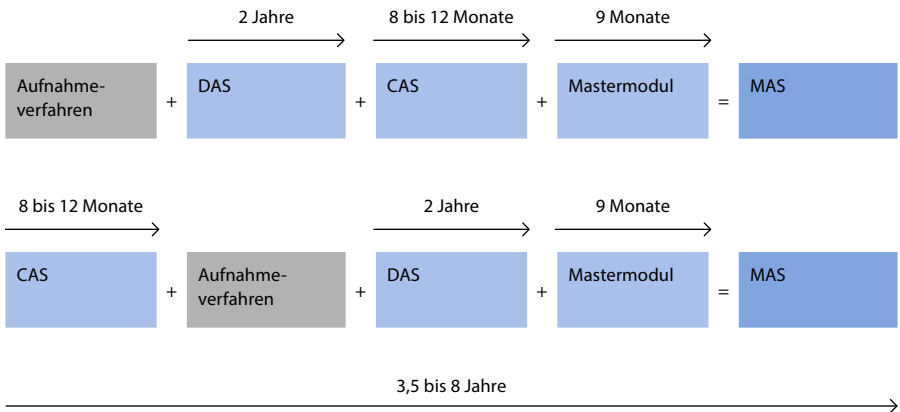 2 Jahre
8 bis 12 Monate
9 Monate
Aufnahme-
verfahren
+
DAS
+
CAS
+
Mastermodul
=
MAS
8 bis 12 Monate
2 Jahre
9 Monate
CAS
+
Aufnahme-
verfahren
+
DAS
+
Mastermodul
=
MAS
3,5 bis 8 Jahre